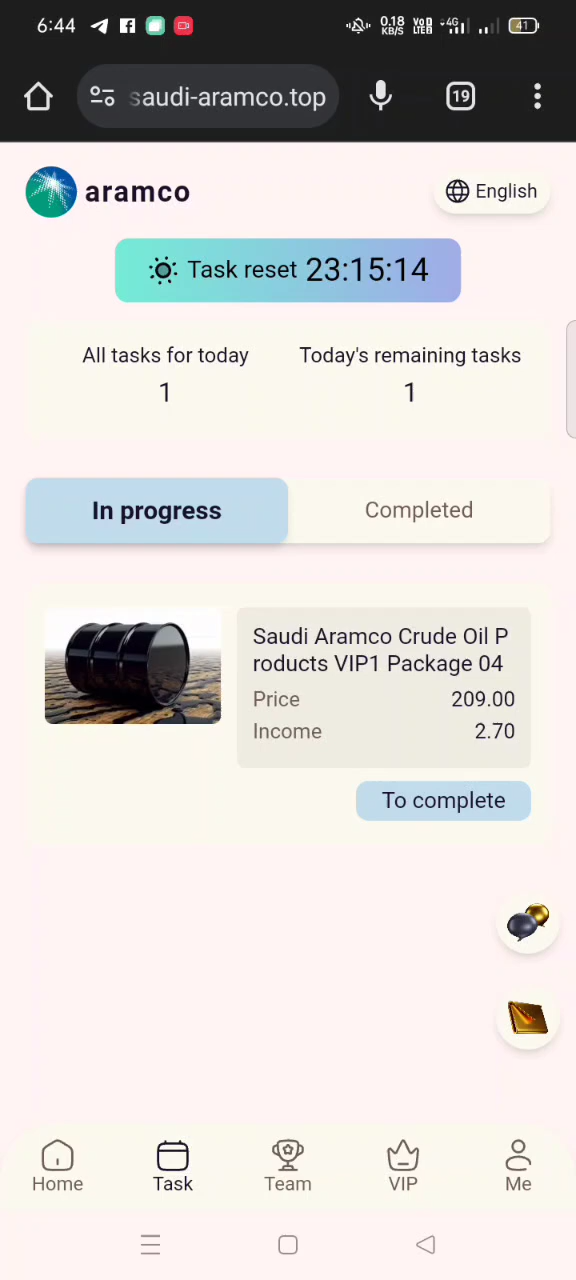 6:44
0.18 KB/S
4G
41
saudi-aramco.top
19
aramco
English
Task reset 23:15:14
All tasks for today
Today's remaining tasks
1
1
In progress
Completed
Saudi Aramco Crude Oil P
roducts VIP1 Package 04
Price 209.00
Income 2.70
To complete
Home
Task
Team
VIP
Me